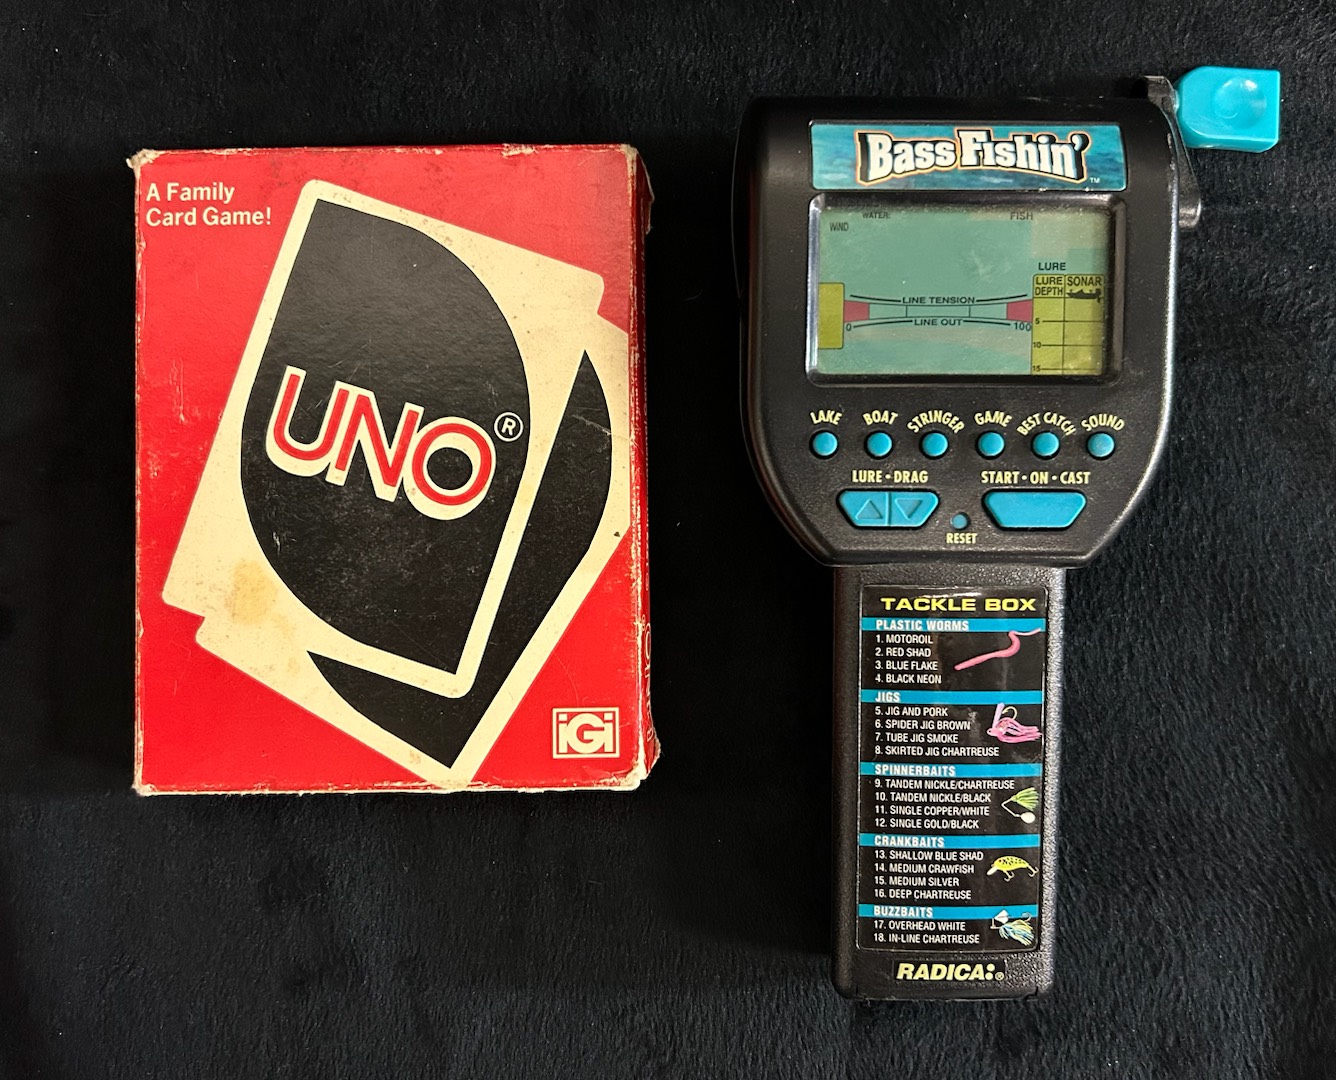 A Family
Card Game!
UNO®
iGi
Bass Fishin'™
WIND
WATER:
FISH
LURE
LURE DEPTH
SONAR
LINE TENSION
0
LINE OUT
100
5
10
15
LAKE
BOAT
STRINGER
GAME
BEST CATCH
SOUND
LURE • DRAG
START • ON • CAST
RESET
TACKLE BOX
PLASTIC WORMS
1. MOTOROIL
2. RED SHAD
3. BLUE FLAKE
4. BLACK NEON
JIGS
5. JIG AND PORK
6. SPIDER JIG BROWN
7. TUBE JIG SMOKE
8. SKIRTED JIG CHARTREUSE
SPINNERBAITS
9. TANDEM NICKLE/CHARTREUSE
10. TANDEM NICKLE/BLACK
11. SINGLE COPPER/WHITE
12. SINGLE GOLD/BLACK
CRANKBAITS
13. SHALLOW BLUE SHAD
14. MEDIUM CRAWFISH
15. MEDIUM SILVER
16. DEEP CHARTREUSE
BUZZBAITS
17. OVERHEAD WHITE
18. IN-LINE CHARTREUSE
RADICA:®